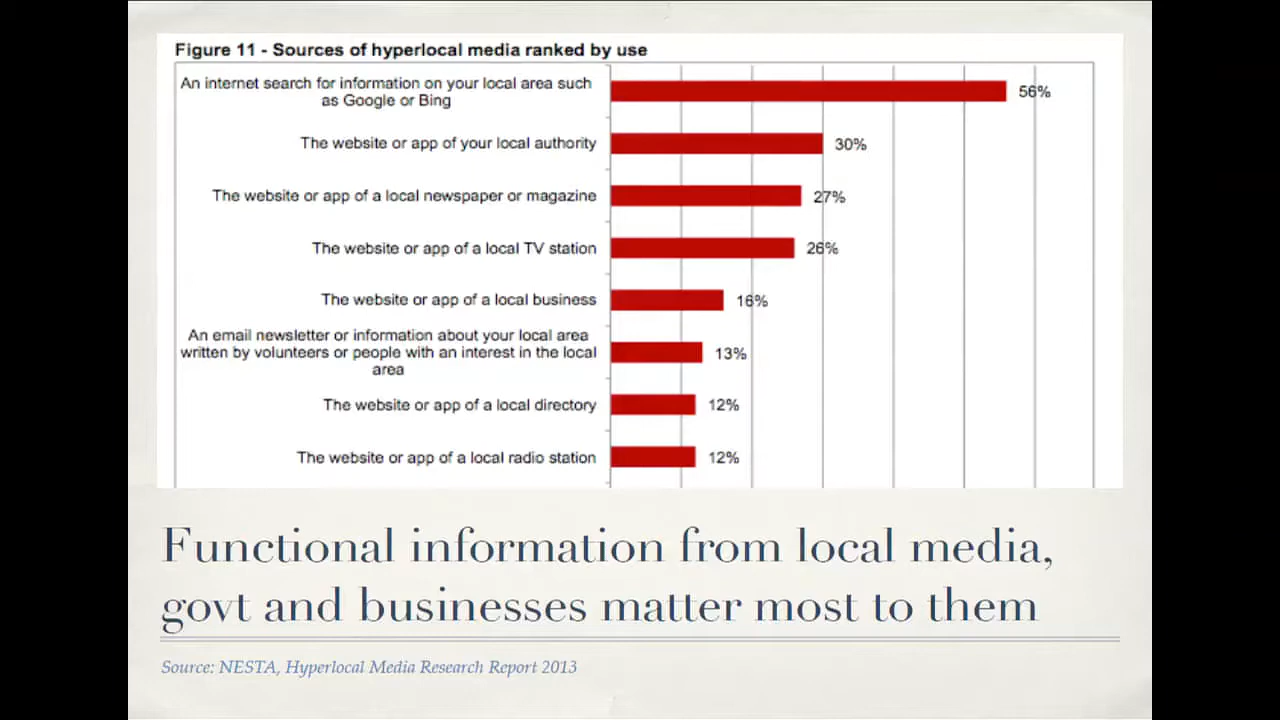 Figure 11 - Sources of hyperlocal media ranked by use
An internet search for information on your local area such
as Google or Bing
56%
The website or app of your local authority
30%
The website or app of a local newspaper or magazine
27%
The website or app of a local TV station
26%
The website or app of a local business
16%
An email newsletter or information about your local area
written by volunteers or people with an interest in the local
area
13%
The website or app of a local directory
12%
The website or app of a local radio station
12%
Functional information from local media,
govt and businesses matter most to them
Source: NESTA, Hyperlocal Media Research Report 2013